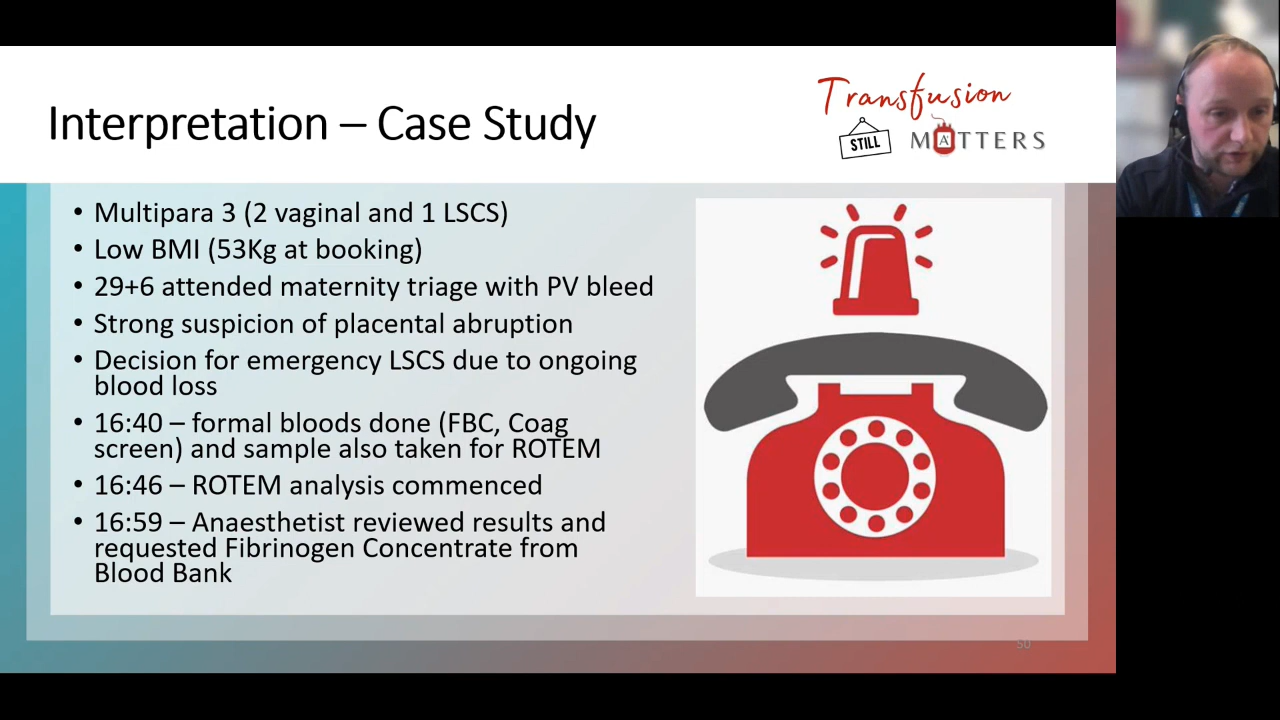 Interpretation – Case Study
Transfusion
STILL
MATTERS
• Multipara 3 (2 vaginal and 1 LSCS)
• Low BMI (53Kg at booking)
• 29+6 attended maternity triage with PV bleed
• Strong suspicion of placental abruption
• Decision for emergency LSCS due to ongoing
blood loss
• 16:40 – formal bloods done (FBC, Coag
screen) and sample also taken for ROTEM
• 16:46 – ROTEM analysis commenced
• 16:59 – Anaesthetist reviewed results and
requested Fibrinogen Concentrate from
Blood Bank